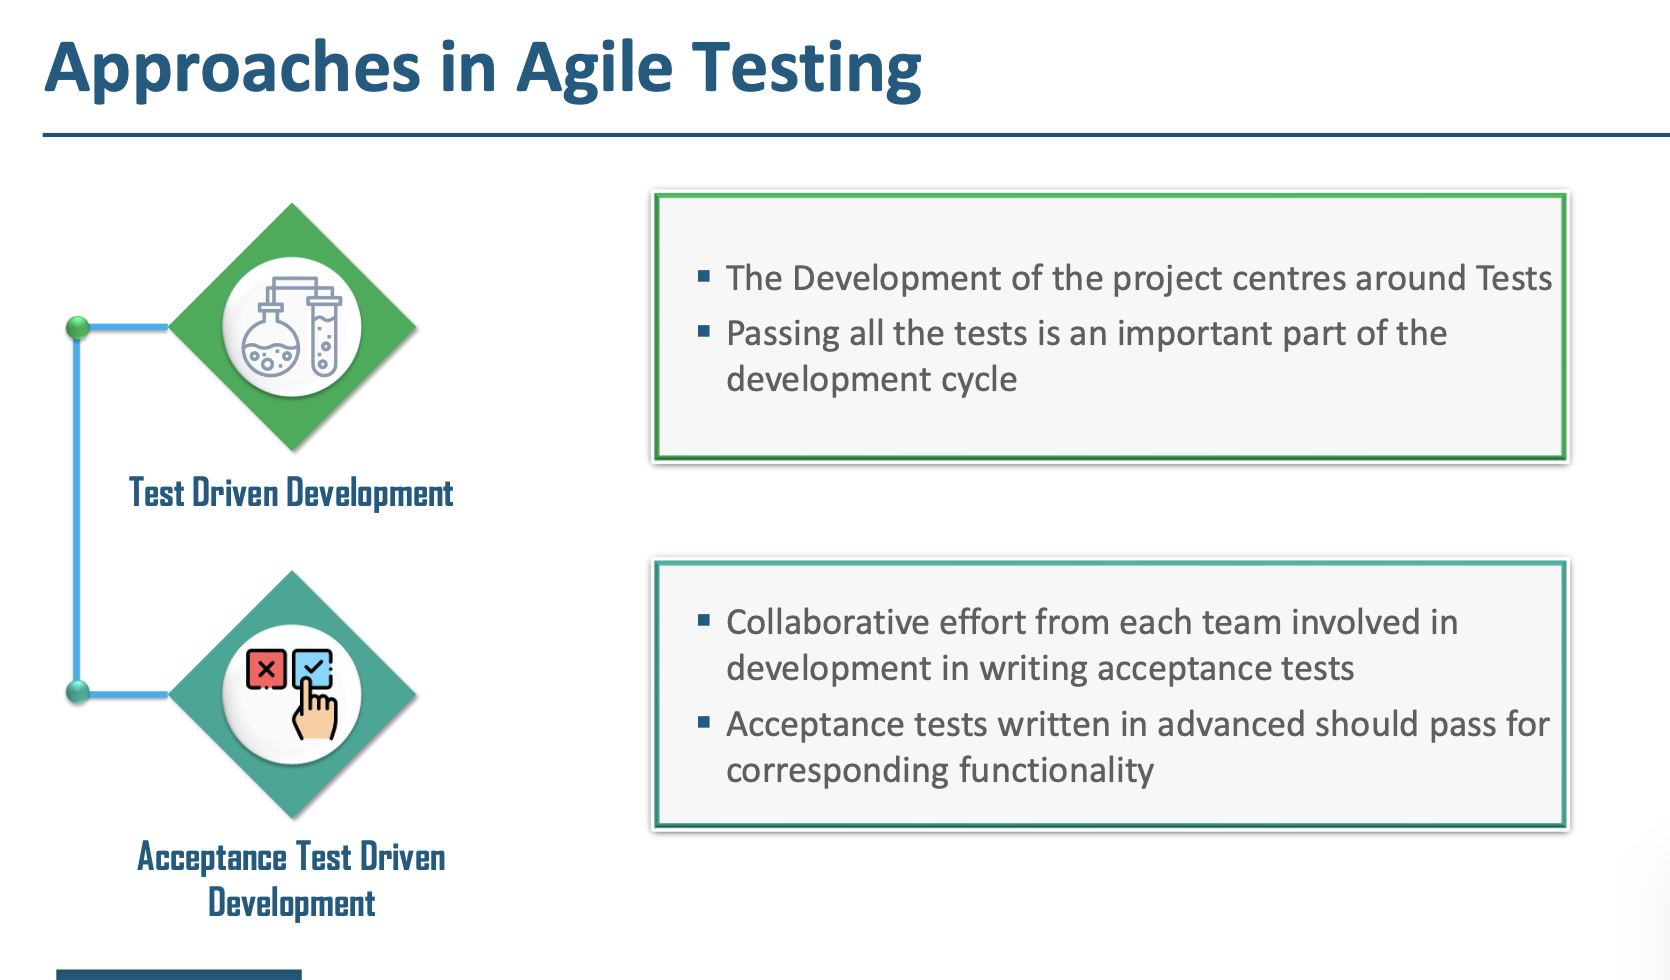 Approaches in Agile Testing
▪ The Development of the project centres around Tests
▪ Passing all the tests is an important part of the
development cycle
Test Driven Development
▪ Collaborative effort from each team involved in
development in writing acceptance tests
▪ Acceptance tests written in advanced should pass for
corresponding functionality
Acceptance Test Driven
Development